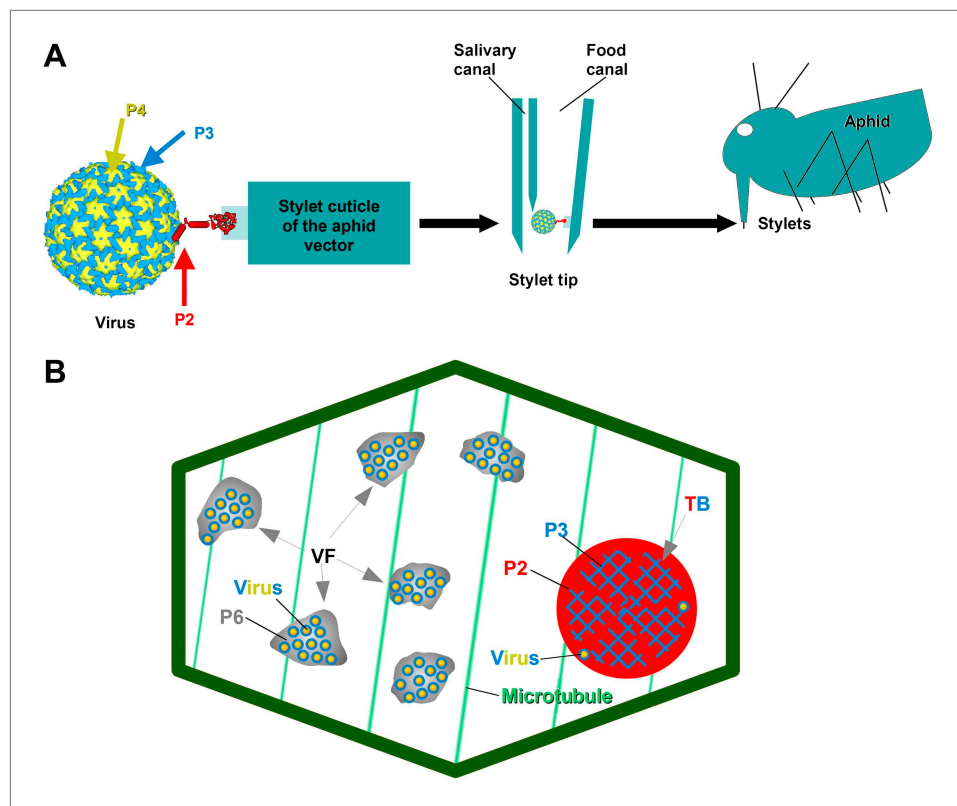 A
P4
P3
P2
Virus
Stylet cuticle
of the aphid
vector
Salivary
canal
Food
canal
Stylet tip
Aphid
Stylets
B
VF
Virus
P6
TB
P3
P2
Virus
Microtubule